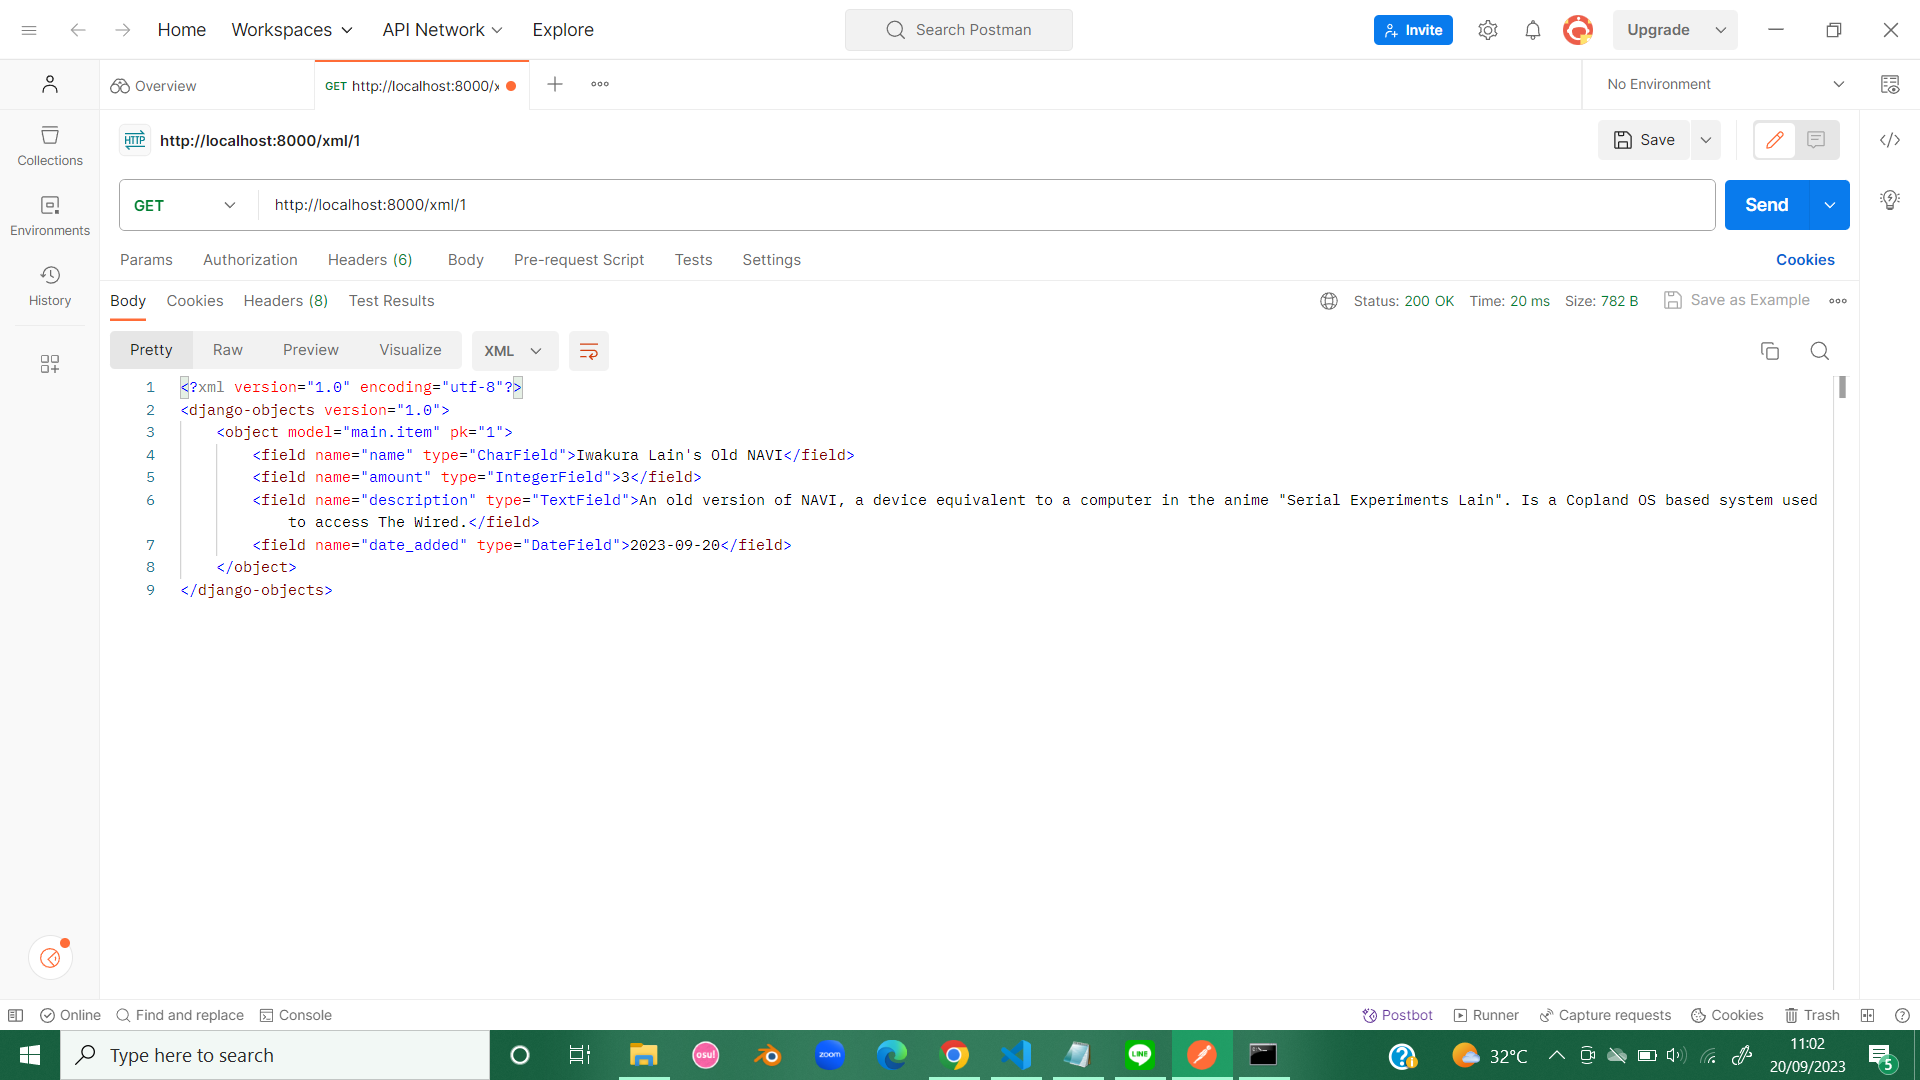 Home Workspaces API Network Explore Search Postman Invite Upgrade
Overview GET http://localhost:8000/x No Environment
HTTP http://localhost:8000/xml/1 Save
Collections
GET http://localhost:8000/xml/1 Send
Environments
Params Authorization Headers (6) Body Pre-request Script Tests Settings Cookies
History
Body Cookies Headers (8) Test Results Status: 200 OK Time: 20 ms Size: 782 B Save as Example
Pretty Raw Preview Visualize XML
1 <?xml version="1.0" encoding="utf-8"?>
2 <django-objects version="1.0">
3 <object model="main.item" pk="1">
4 <field name="name" type="CharField">Iwakura Lain's Old NAVI</field>
5 <field name="amount" type="IntegerField">3</field>
6 <field name="description" type="TextField">An old version of NAVI, a device equivalent to a computer in the anime "Serial Experiments Lain". Is a Copland OS based system used
to access The Wired.</field>
7 <field name="date_added" type="DateField">2023-09-20</field>
8 </object>
9 </django-objects>
Online Find and replace Console Postbot Runner Capture requests Cookies Trash
Type here to search osu! zoom LINE 32°C 11:02
20/09/2023 5